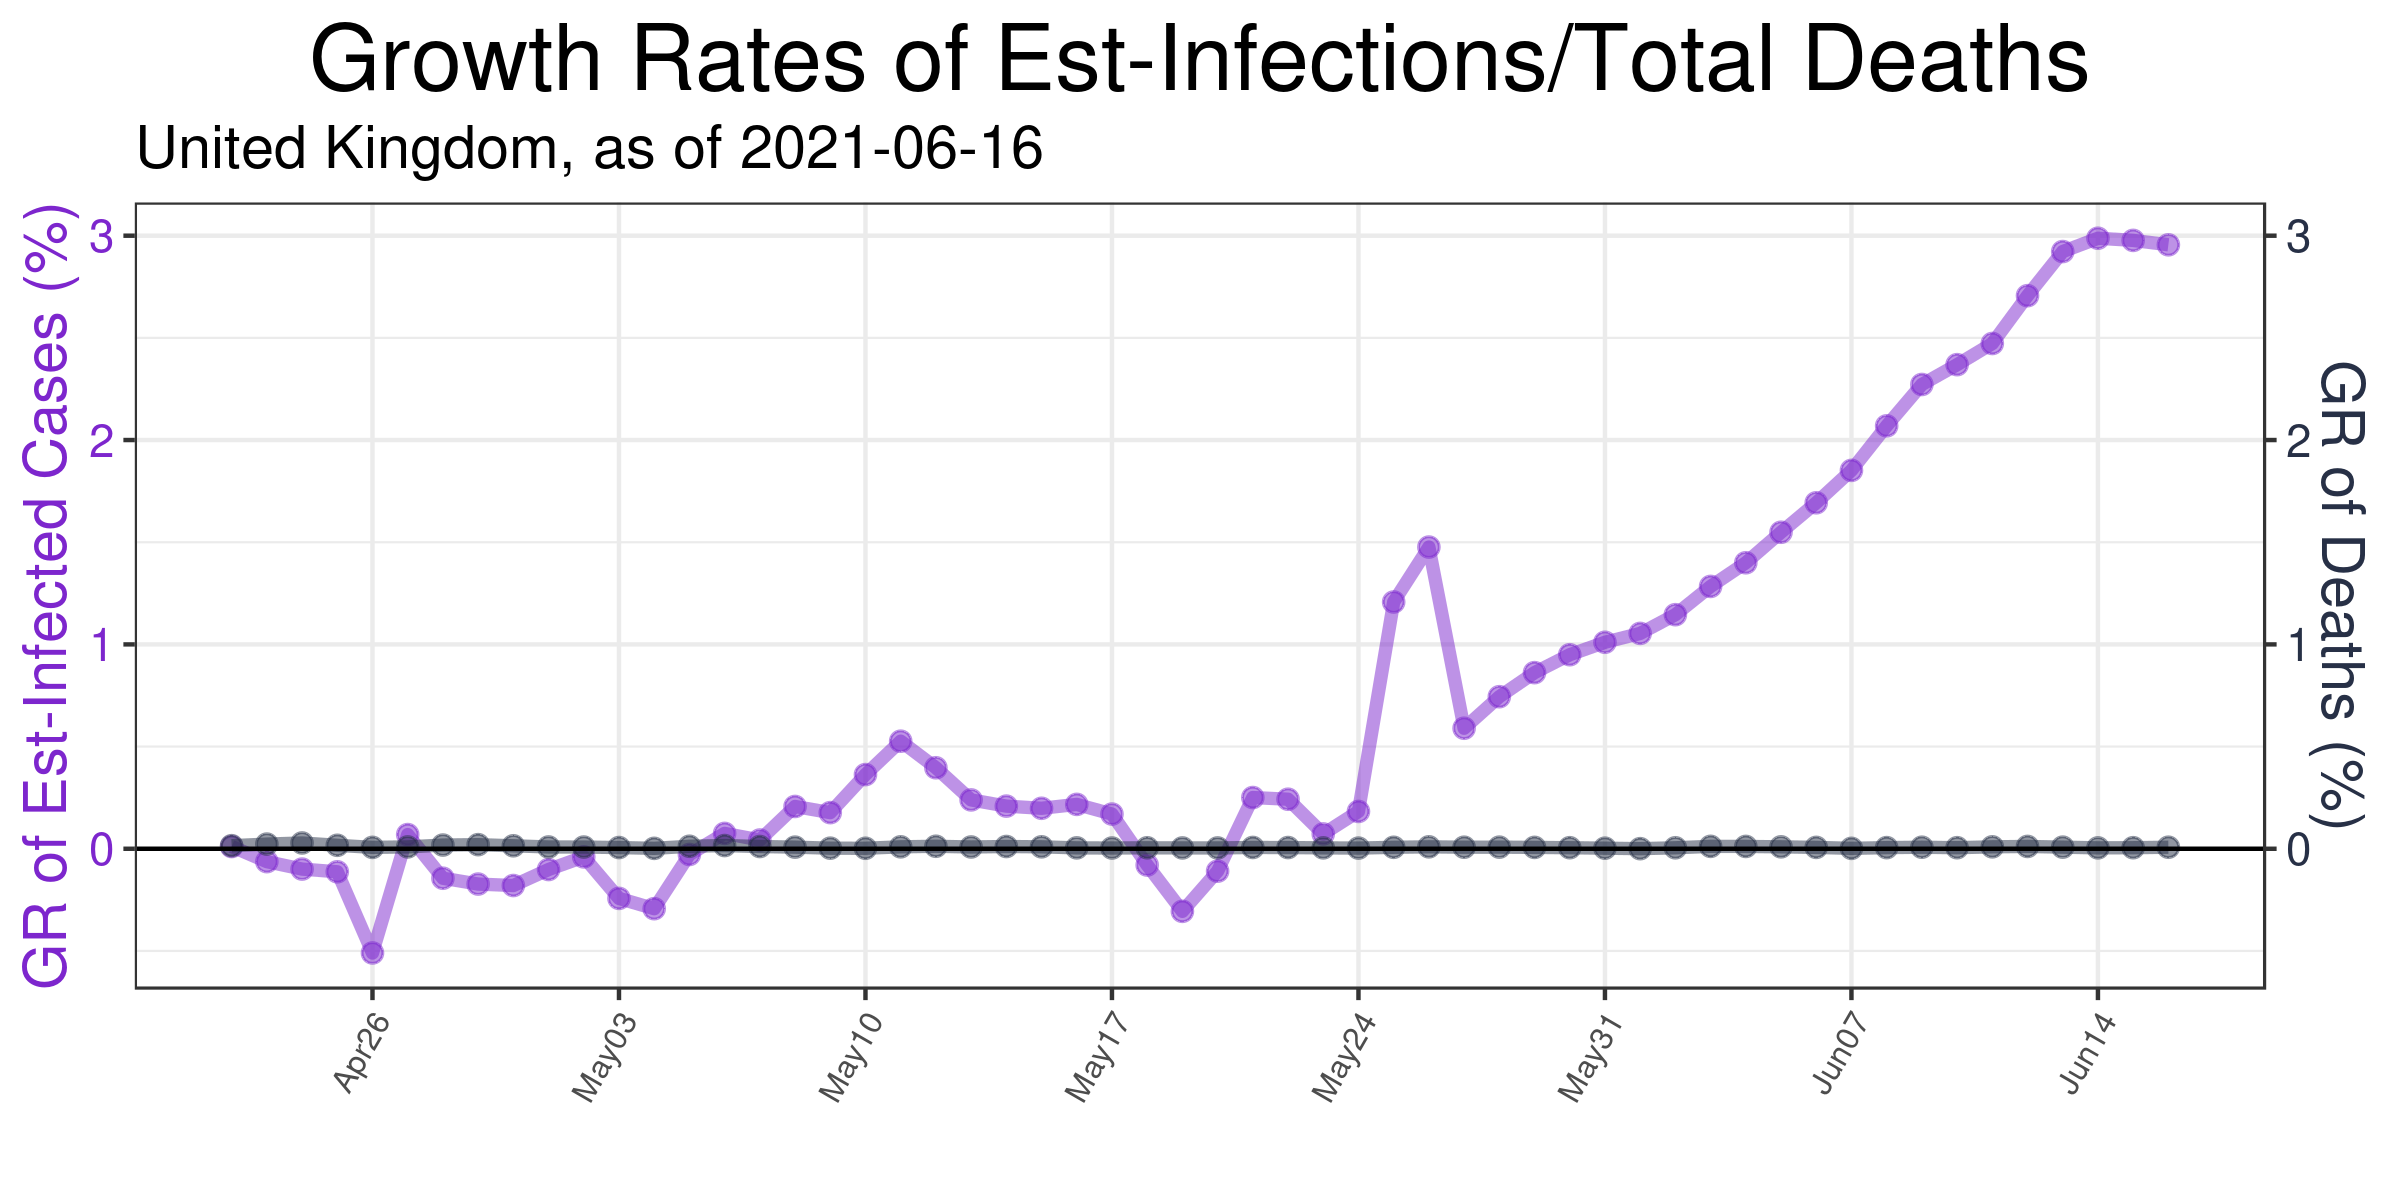 Growth Rates of Est-Infections/Total Deaths
United Kingdom, as of 2021-06-16
GR of Est-Infected Cases (%)
3
2
1
0
3
2
1
0
GR of Deaths (%)
Apr26
May03
May10
May17
May24
May31
Jun07
Jun14